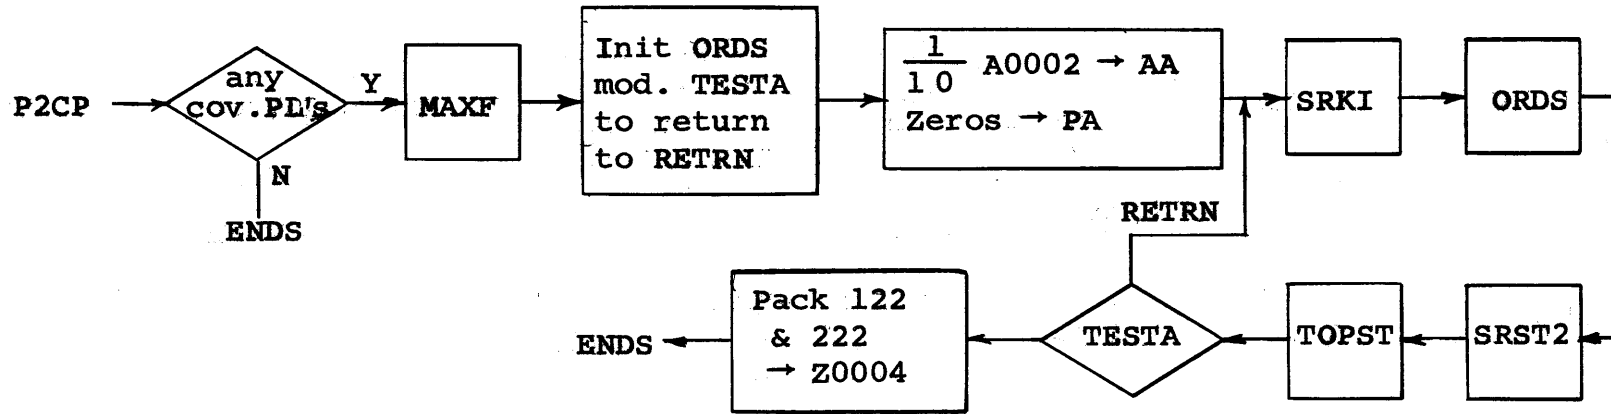 P2CP
any
cov.PD's
Y
N
ENDS
MAXF
Init ORDS
mod. TESTA
to return
to RETRN
1
10 A0002 → AA
Zeros → PA
SRKI
ORDS
RETRN
ENDS
Pack 122
& 222
→ Z0004
TESTA
TOPST
SRST2